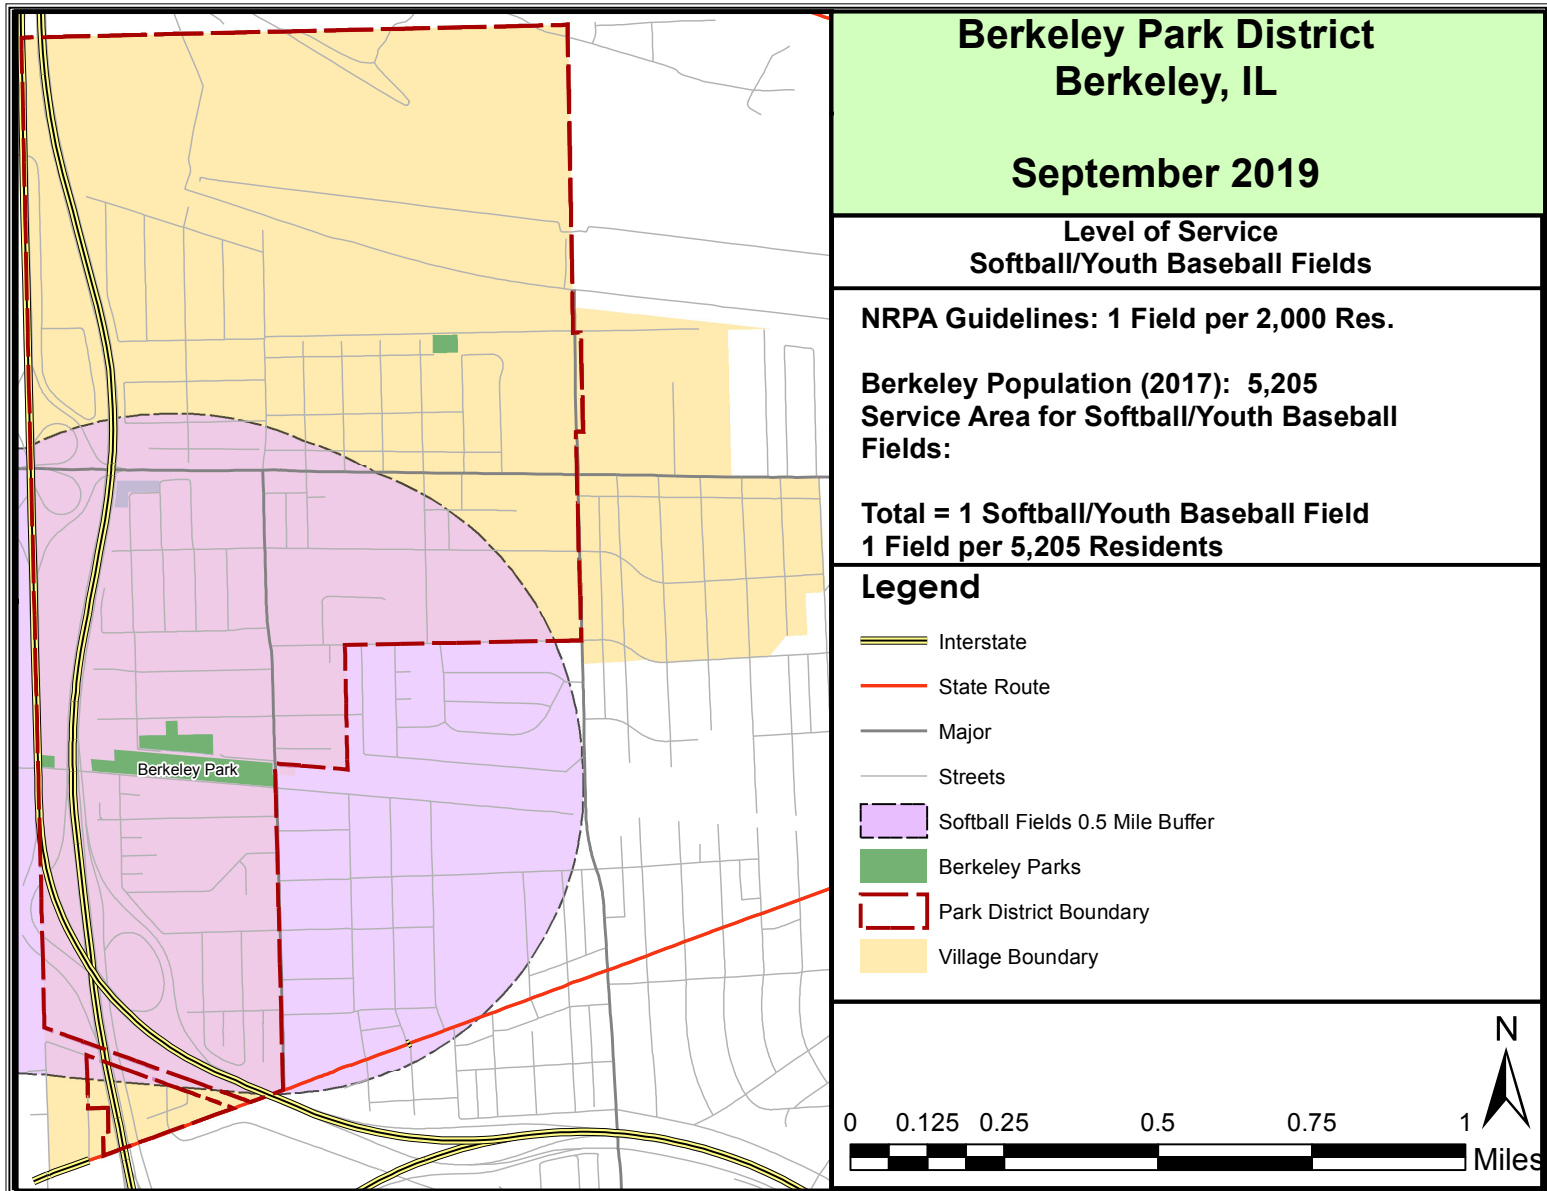 Berkeley Park District
Berkeley, IL
September 2019
Level of Service
Softball/Youth Baseball Fields
NRPA Guidelines: 1 Field per 2,000 Res.
Berkeley Population (2017): 5,205
Service Area for Softball/Youth Baseball
Fields:
Total = 1 Softball/Youth Baseball Field
1 Field per 5,205 Residents
Legend
Interstate
State Route
Major
Streets
Softball Fields 0.5 Mile Buffer
Berkeley Parks
Park District Boundary
Village Boundary
Berkeley Park
N
0 0.125 0.25 0.5 0.75 1
Miles